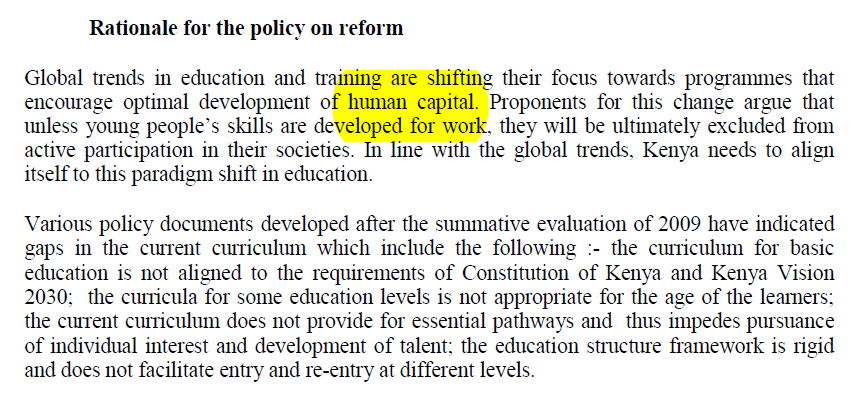 Rationale for the policy on reform
Global trends in education and training are shifting their focus towards programmes that
encourage optimal development of human capital. Proponents for this change argue that
unless young people's skills are developed for work, they will be ultimately excluded from
active participation in their societies. In line with the global trends, Kenya needs to align
itself to this paradigm shift in education.
Various policy documents developed after the summative evaluation of 2009 have indicated
gaps in the current curriculum which include the following :- the curriculum for basic
education is not aligned to the requirements of Constitution of Kenya and Kenya Vision
2030; the curricula for some education levels is not appropriate for the age of the learners;
the current curriculum does not provide for essential pathways and thus impedes pursuance
of individual interest and development of talent; the education structure framework is rigid
and does not facilitate entry and re-entry at different levels.